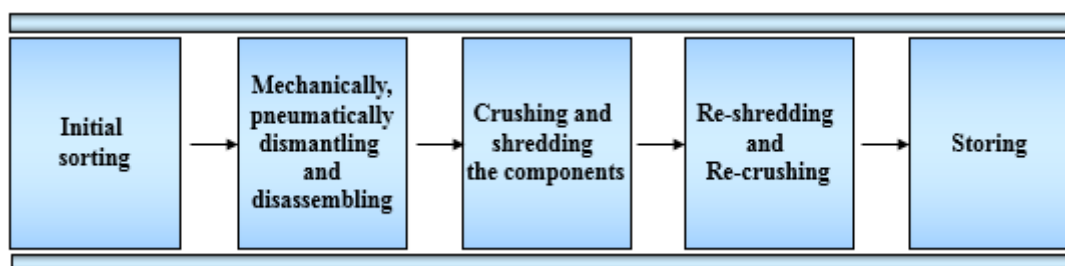 Initial
sorting
Mechanically,
pneumatically
dismantling
and
disassembling
Crushing and
shredding
the components
Re-shredding
and
Re-crushing
Storing